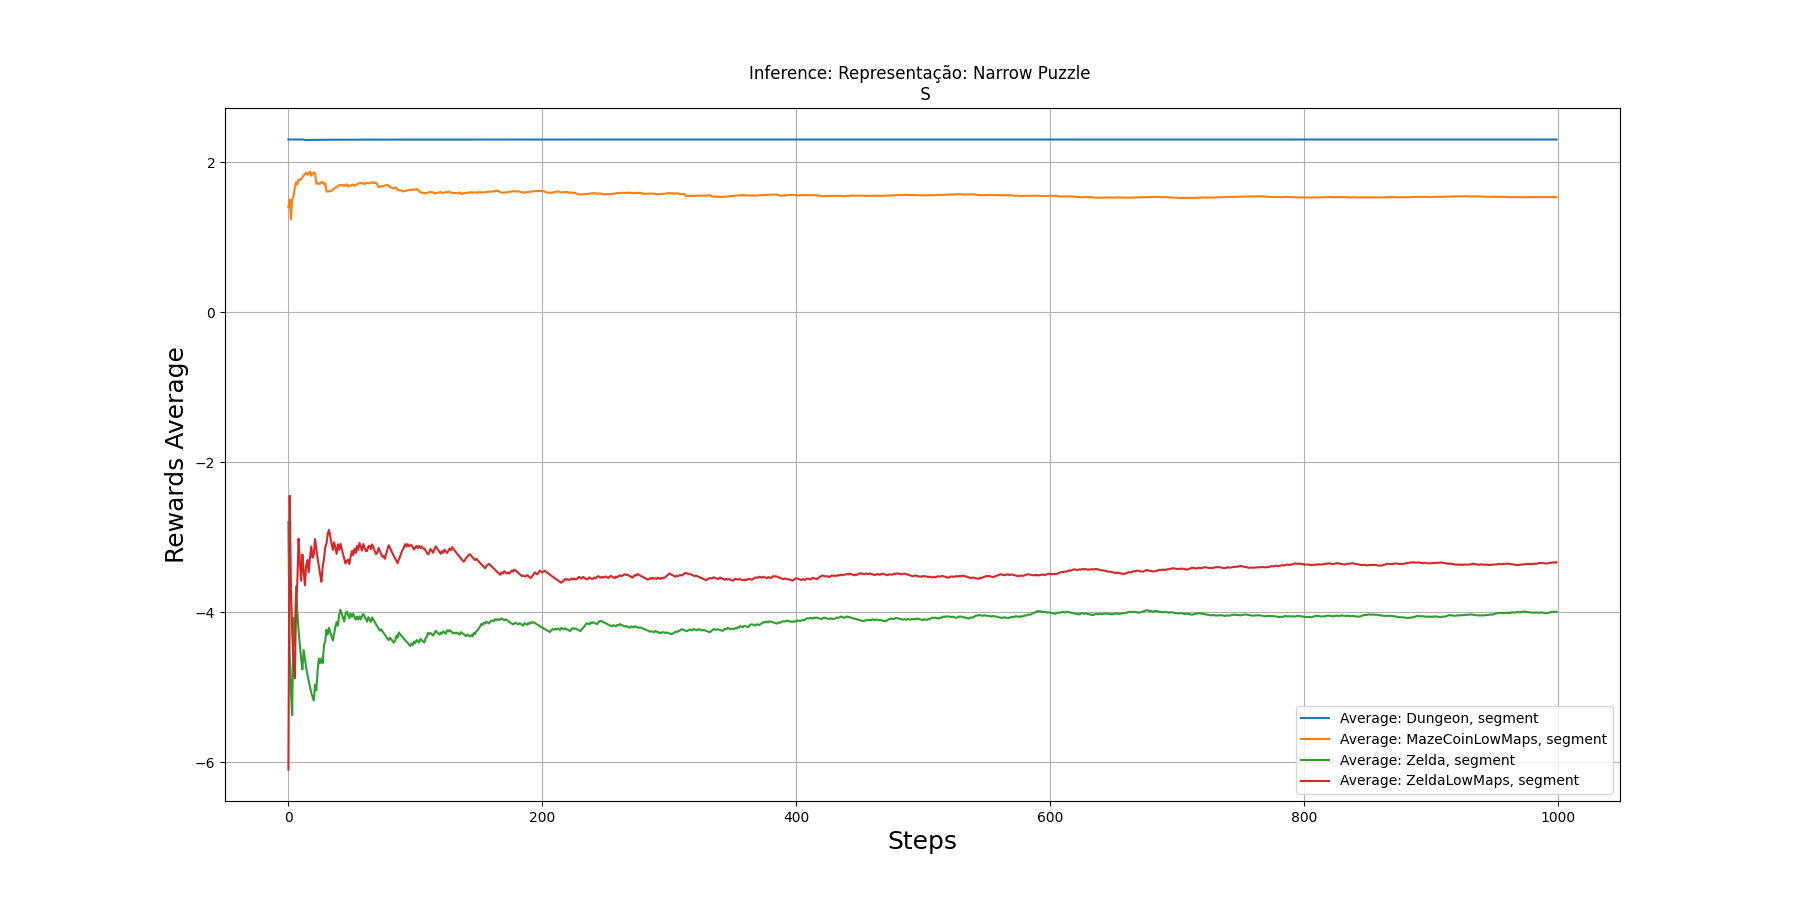 Inference: Representação: Narrow Puzzle
S
Rewards Average
2
0
−2
−4
−6
0
200
400
600
800
1000
Steps
Average: Dungeon, segment
Average: MazeCoinLowMaps, segment
Average: Zelda, segment
Average: ZeldaLowMaps, segment